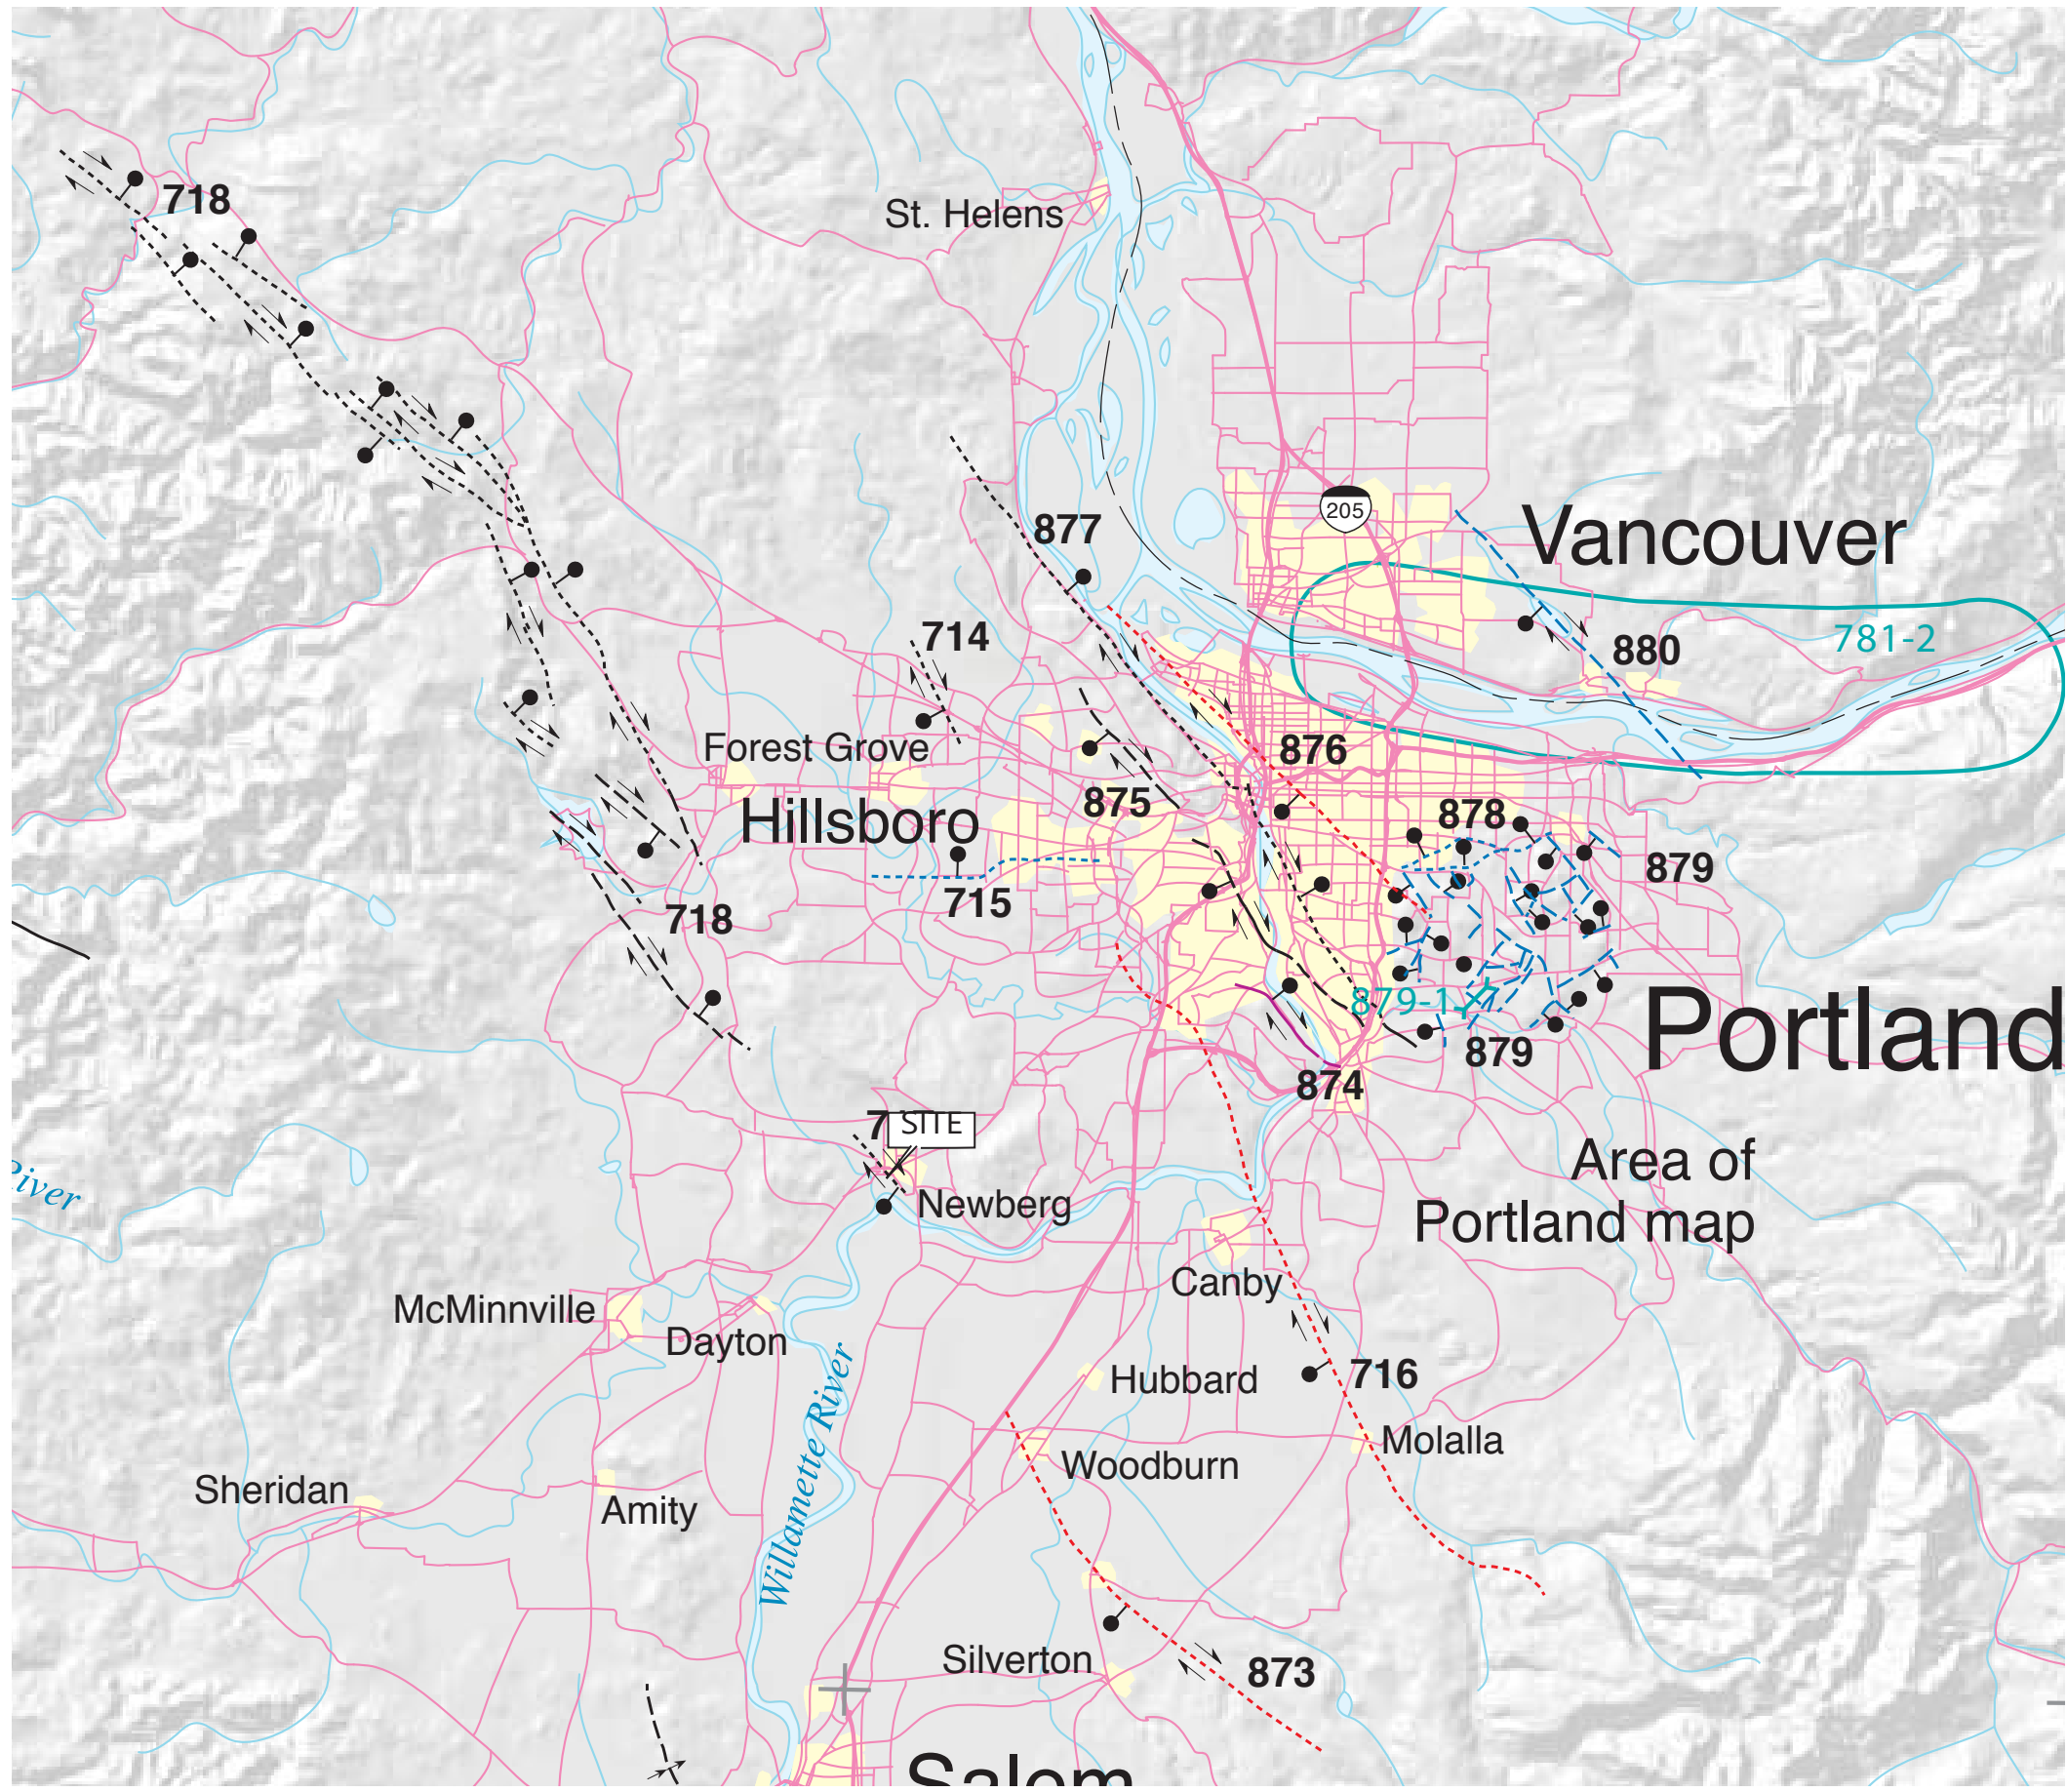 718
St. Helens
205
Vancouver
877
714
880
781-2
Forest Grove
876
875
Hillsboro
878
879
715
718
879-1
Portland
879
874
7
SITE
Area of
Portland map
River
Newberg
Canby
McMinnville
Dayton
Willamette River
Hubbard
716
Molalla
Woodburn
Sheridan
Amity
Silverton
873
Salem